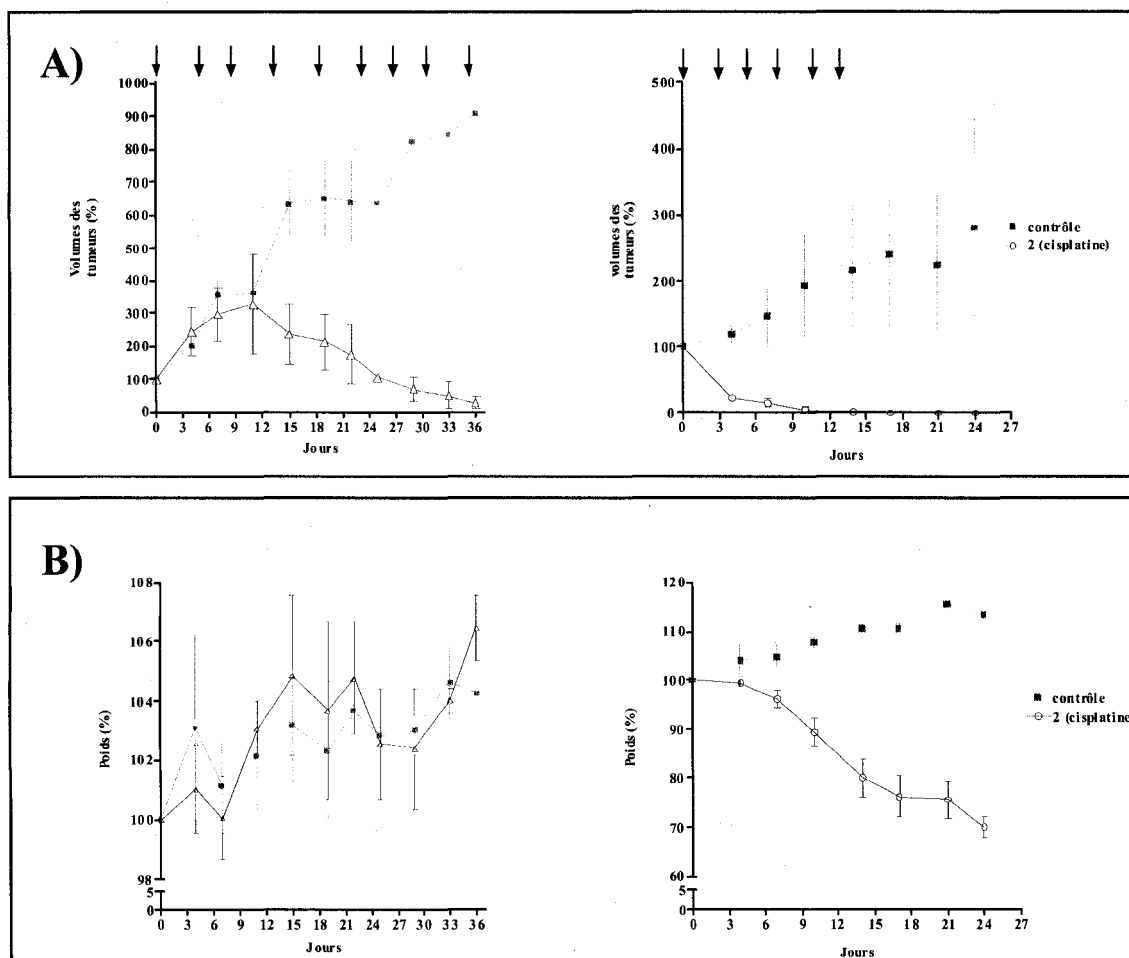 A)
1000
900
800
700
600
500
400
300
200
100
0
Volumes des
tumeurs (%)
0 3 6 9 12 15 18 21 24 27 30 33 36
Jours
500
400
300
200
100
0
volumes des
tumeurs (%)
0 3 6 9 12 15 18 21 24 27
Jours
contrôle
2 (cisplatine)
B)
108
106
104
102
100
98
5
0
Poids (%)
0 3 6 9 12 15 18 21 24 27 30 33 36
Jours
120
110
100
90
80
70
60
5
0
Poids (%)
0 3 6 9 12 15 18 21 24 27
Jours
contrôle
2 (cisplatine)